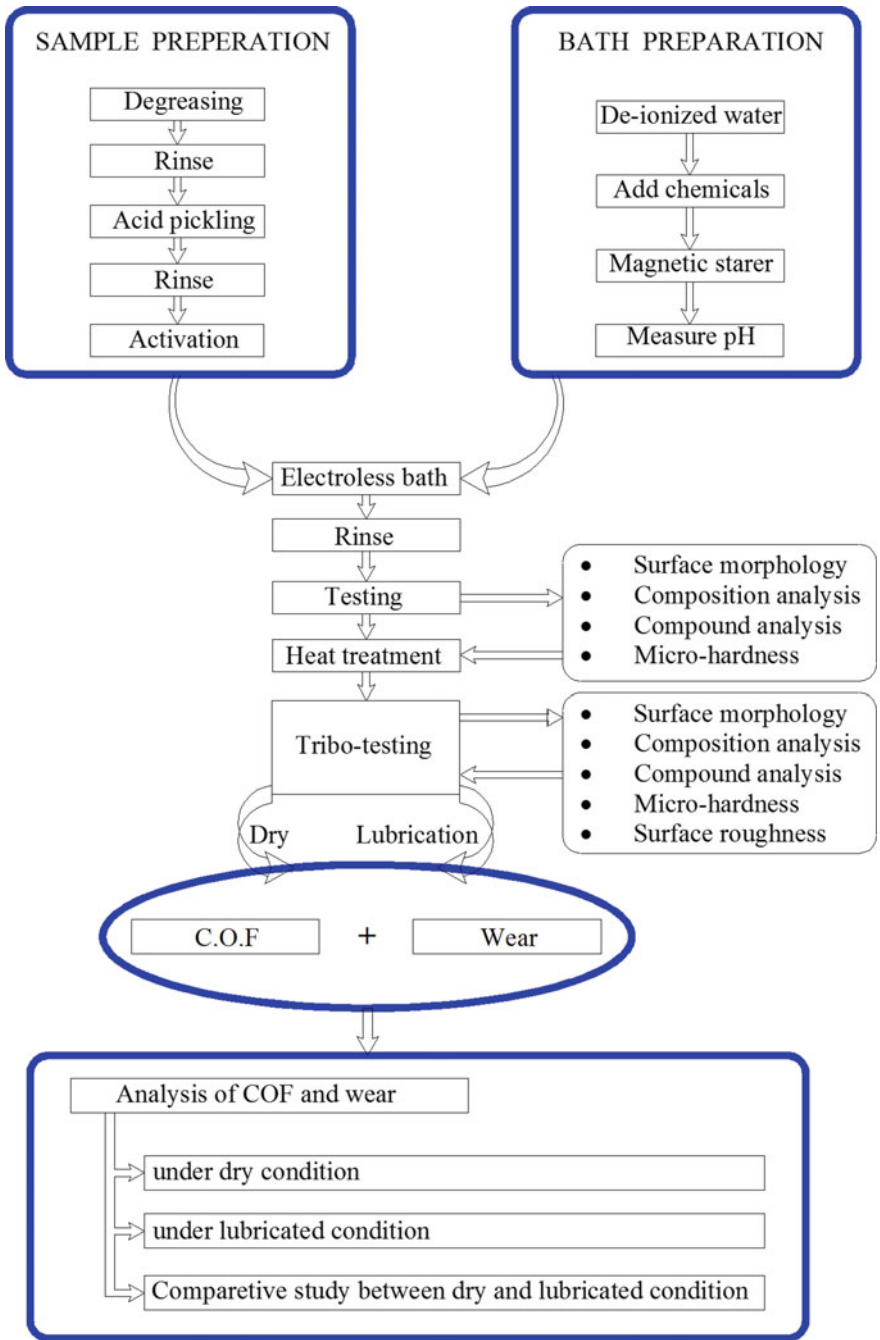 SAMPLE PREPERATION
Degreasing
Rinse
Acid pickling
Rinse
Activation
BATH PREPARATION
De-ionized water
Add chemicals
Magnetic starer
Measure pH
Electroless bath
Rinse
Testing
• Surface morphology
• Composition analysis
• Compound analysis
• Micro-hardness
Heat treatment
Tribo-testing
• Surface morphology
• Composition analysis
• Compound analysis
• Micro-hardness
• Surface roughness
Dry
Lubrication
C.O.F
+
Wear
Analysis of COF and wear
under dry condition
under lubricated condition
Comparetive study between dry and lubricated condition